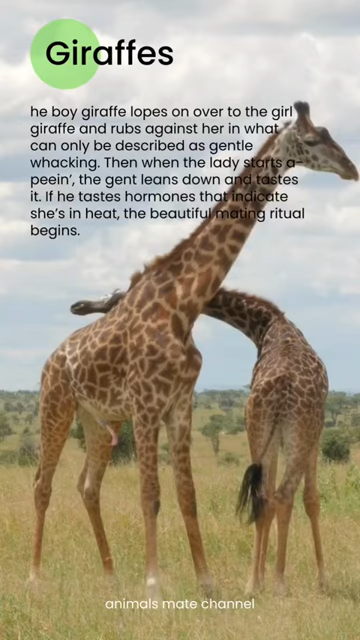 Giraffes
he boy giraffe lopes on over to the girl
giraffe and rubs against her in what
can only be described as gentle
whacking. Then when the lady starts a-
peein’, the gent leans down and tastes
it. If he tastes hormones that indicate
she’s in heat, the beautiful mating ritual
begins.
animals mate channel